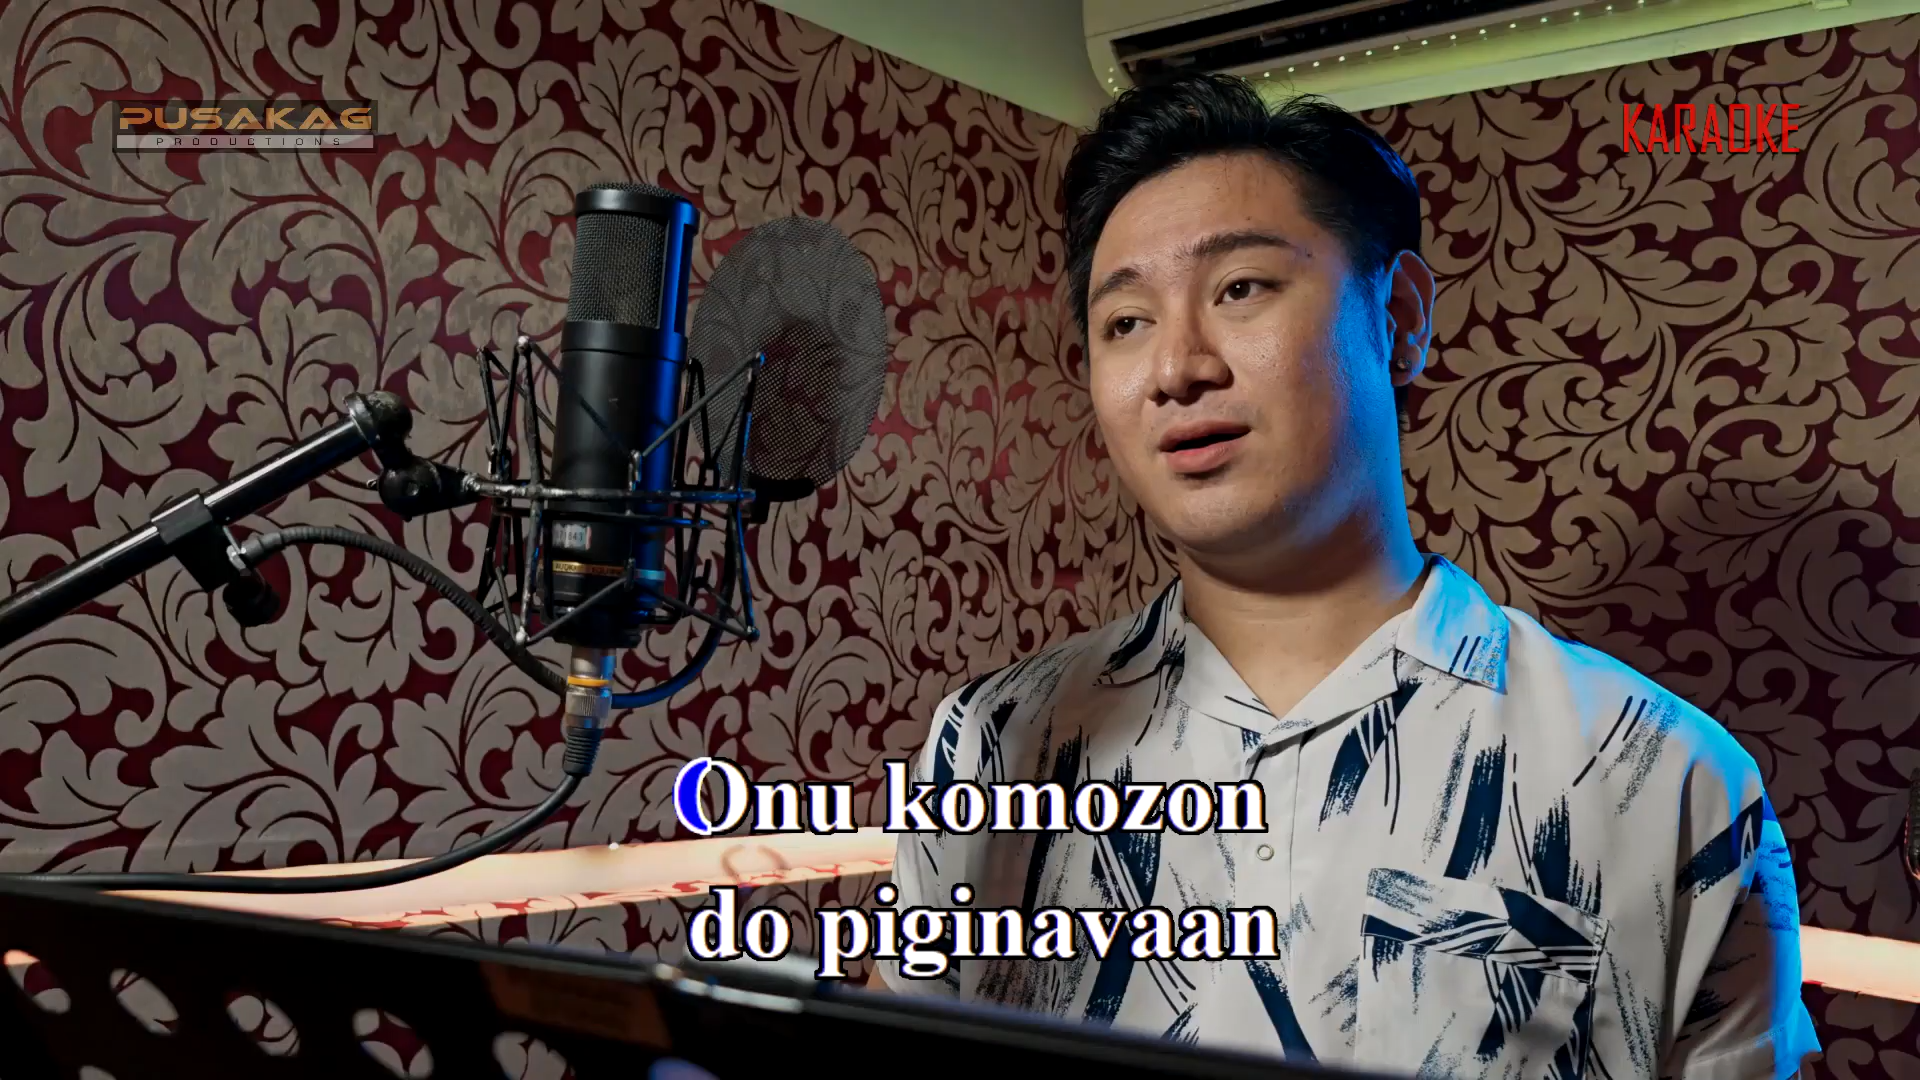 PUSAKAG
PRODUCTIONS
KARAOKE
Onu komozon
do piginavaan